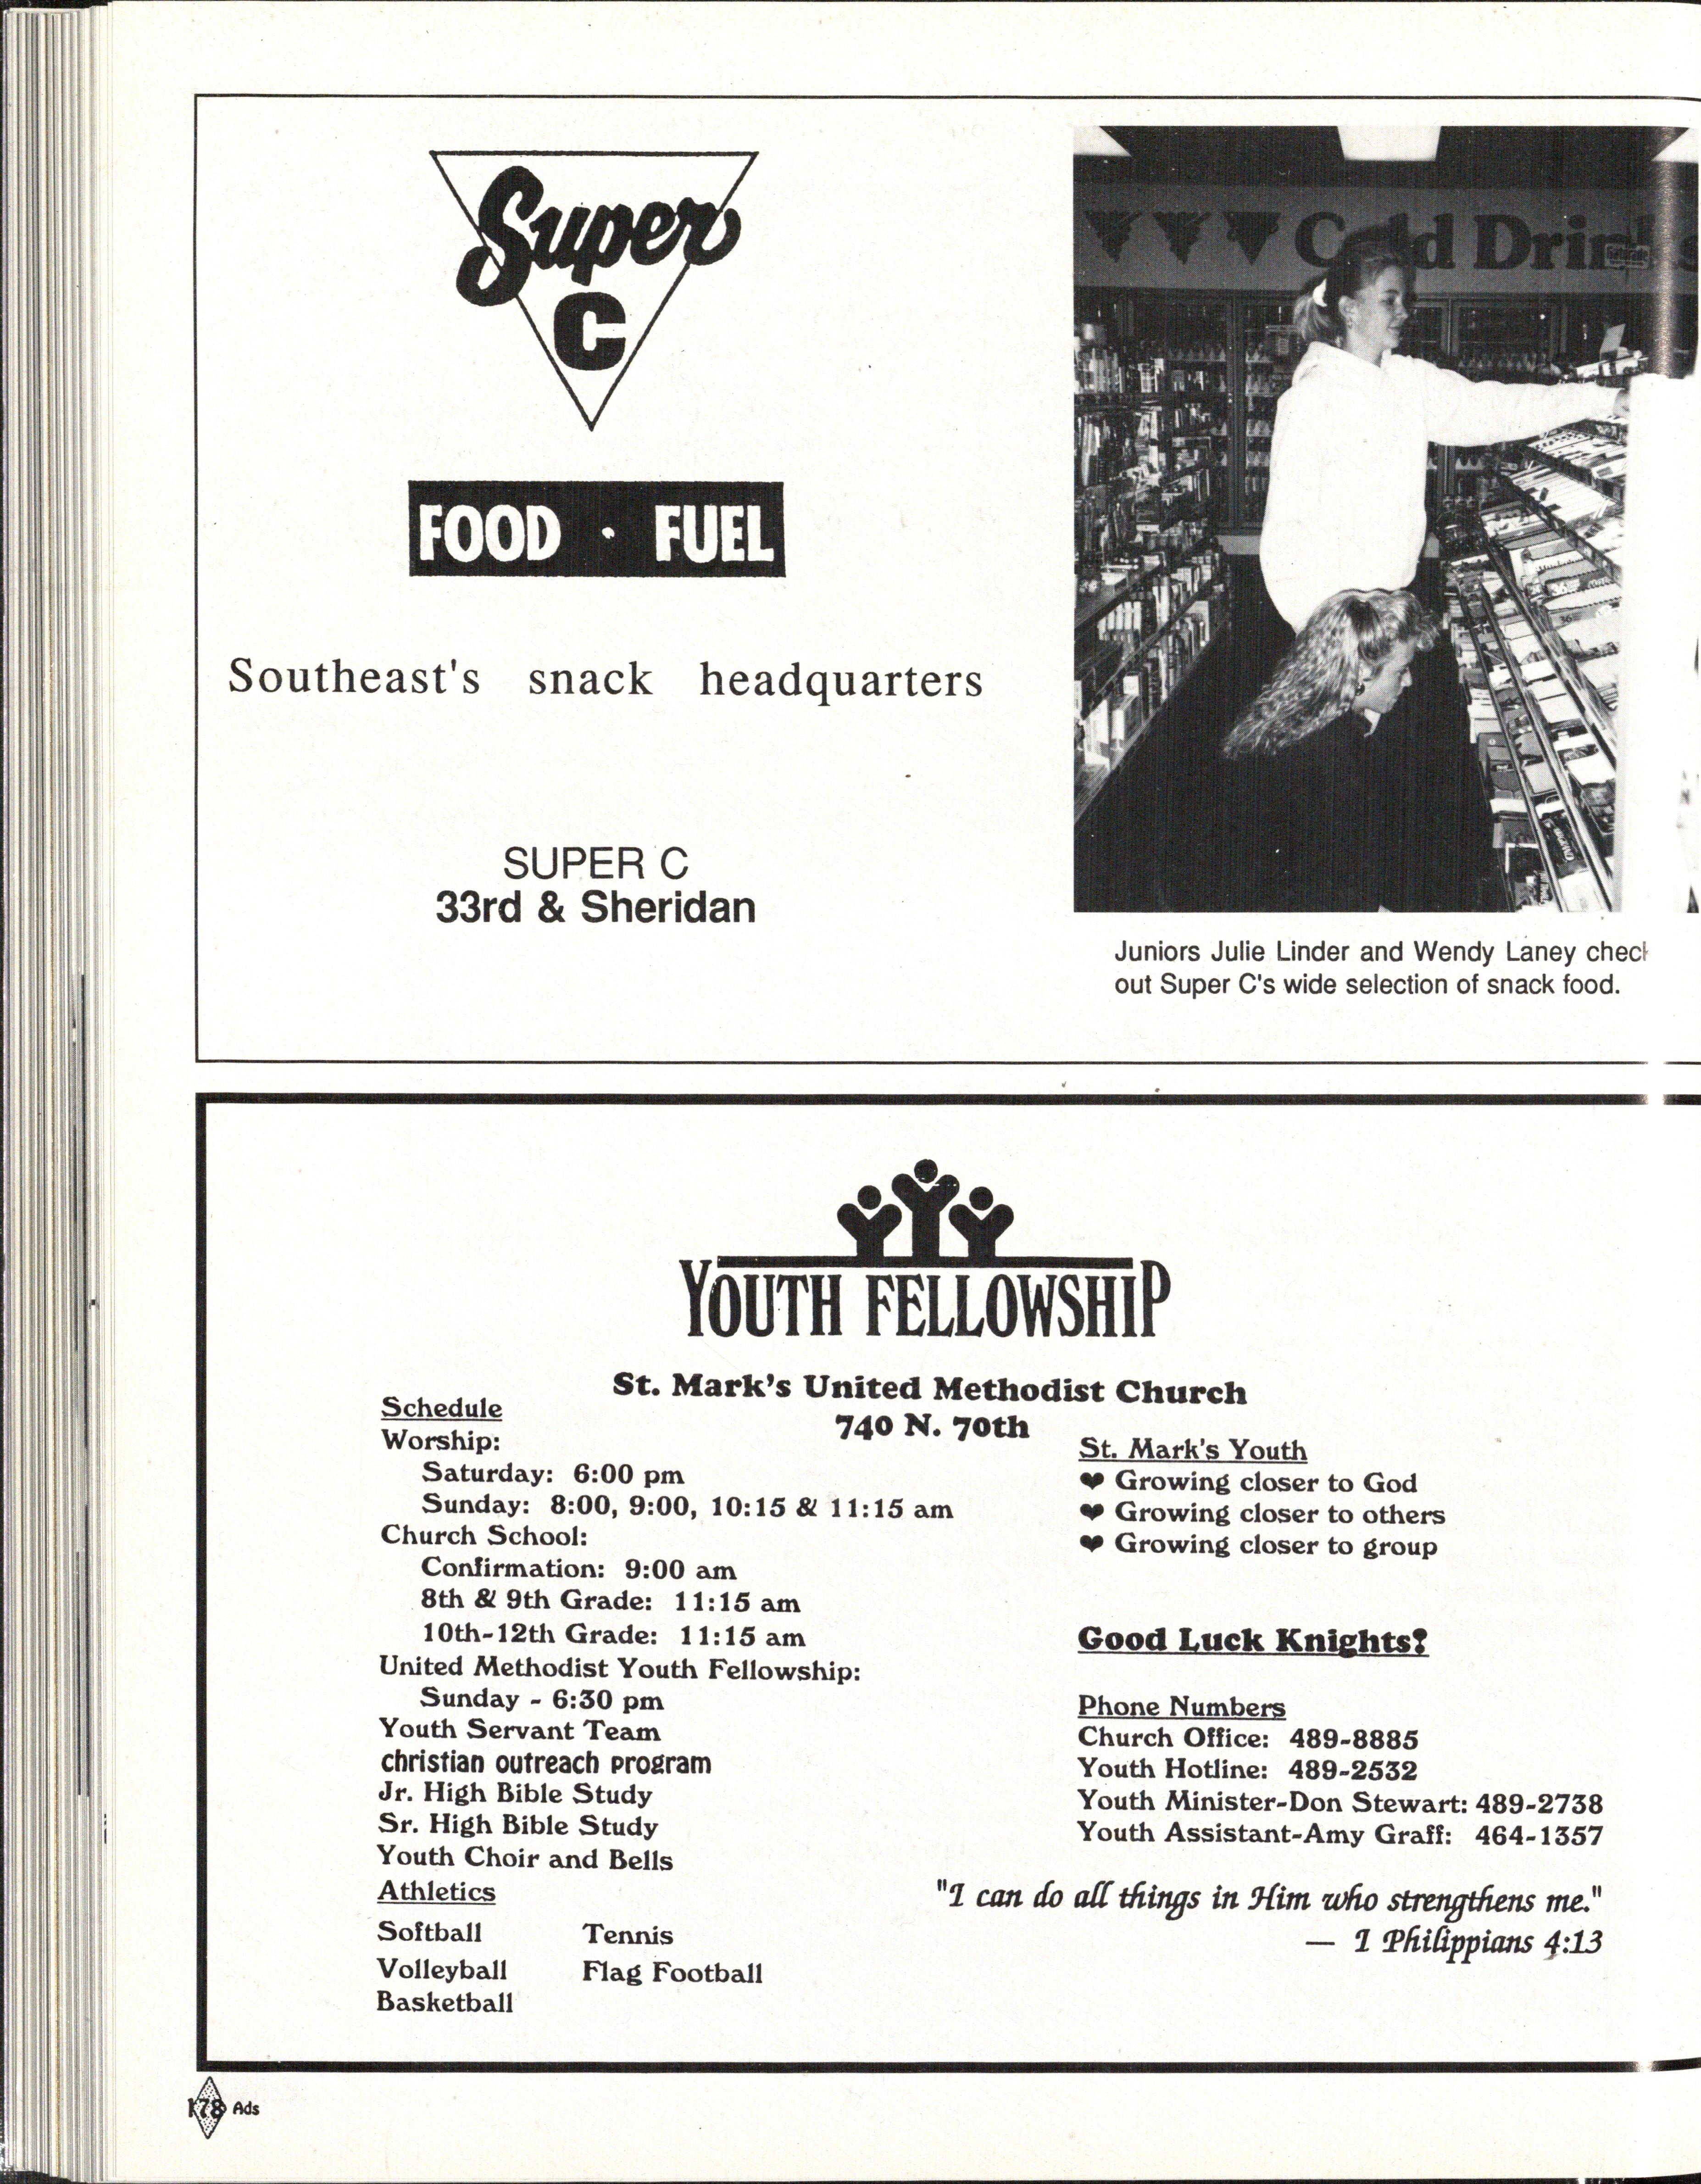 Super
C
FOOD · FUEL
Southeast's snack headquarters
SUPER C
33rd & Sheridan
Cold Drinks
Juniors Julie Linder and Wendy Laney check
out Super C's wide selection of snack food.
YOUTH FELLOWSHIP
St. Mark's United Methodist Church
740 N. 70th
Schedule
Worship:
Saturday: 6:00 pm
Sunday: 8:00, 9:00, 10:15 & 11:15 am
Church School:
Confirmation: 9:00 am
8th & 9th Grade: 11:15 am
10th-12th Grade: 11:15 am
United Methodist Youth Fellowship:
Sunday - 6:30 pm
Youth Servant Team
christian outreach program
Jr. High Bible Study
Sr. High Bible Study
Youth Choir and Bells
Athletics
Softball Tennis
Volleyball Flag Football
Basketball
St. Mark's Youth
❤ Growing closer to God
❤ Growing closer to others
❤ Growing closer to group
Good Luck Knights!
Phone Numbers
Church Office: 489-8885
Youth Hotline: 489-2532
Youth Minister-Don Stewart: 489-2738
Youth Assistant-Amy Graff: 464-1357
"I can do all things in Him who strengthens me."
— I Philippians 4:13
178 Ads